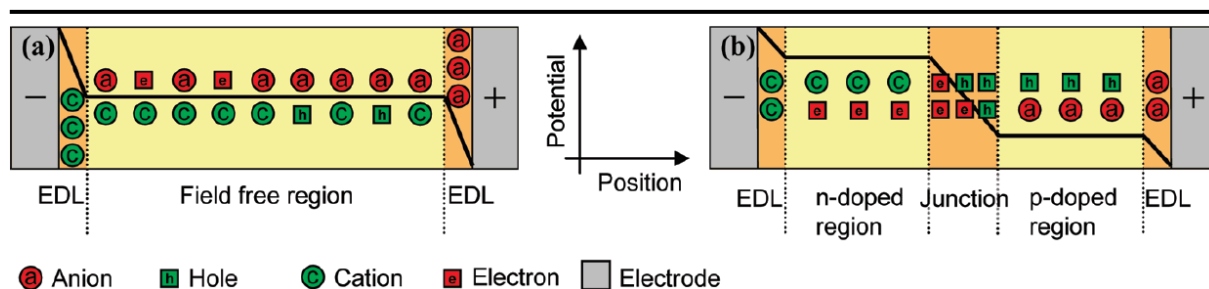 (a)
a e a e a a a a a a a a
− +
C C C C C C C C h C h C
EDL Field free region EDL
Potential
Position
(b)
− +
C C C C e h h h h h a
C e e e e e h a a a a
EDL n-doped region Junction p-doped region EDL
a Anion h Hole C Cation e Electron Electrode